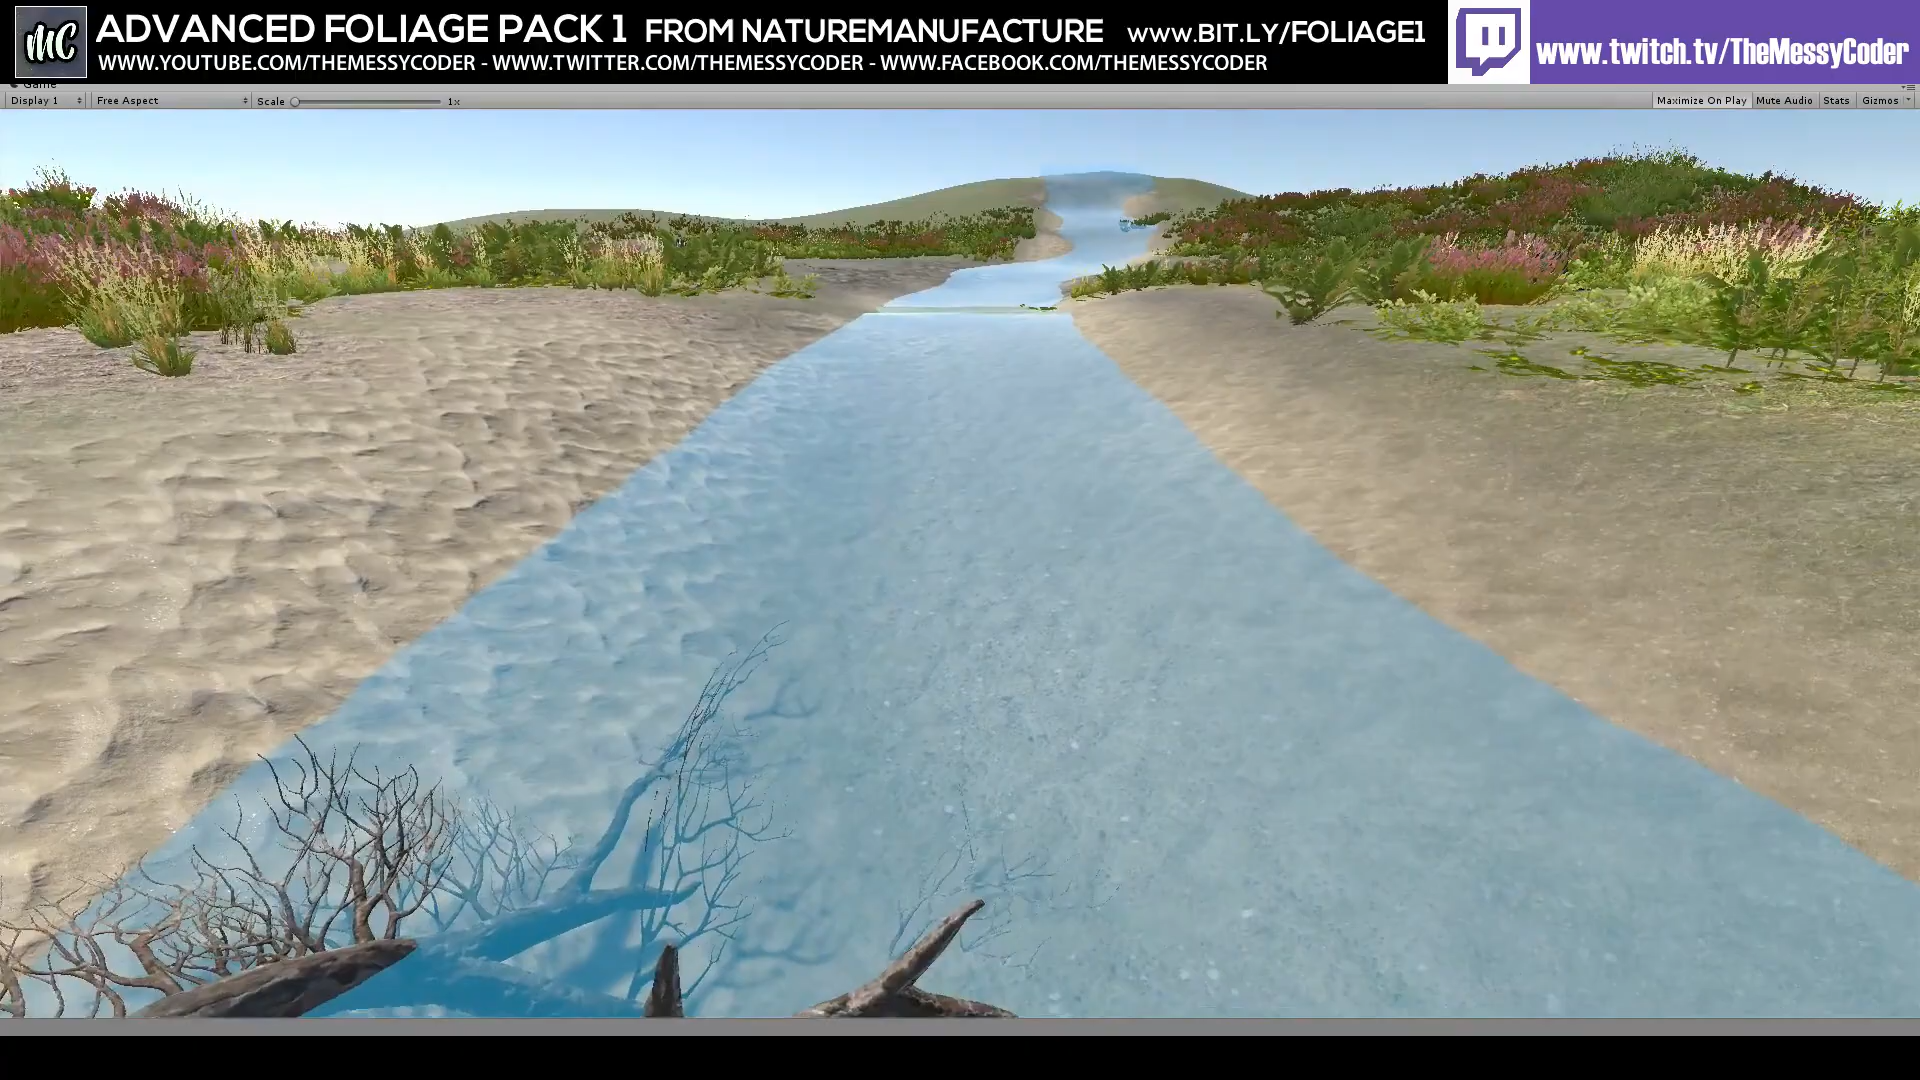 MC ADVANCED FOLIAGE PACK 1 FROM NATUREMANUFACTURE WWW.BIT.LY/FOLIAGE1
WWW.YOUTUBE.COM/THEMESSYCODER - WWW.TWITTER.COM/THEMESSYCODER - WWW.FACEBOOK.COM/THEMESSYCODER
www.twitch.tv/TheMessyCoder
Game
Display 1 Free Aspect Scale 1x Maximize On Play Mute Audio Stats Gizmos